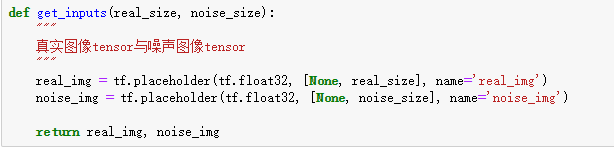 def get_inputs(real_size, noise_size):
    """
    真实图像tensor与噪声图像tensor
    """
    real_img = tf.placeholder(tf.float32, [None, real_size], name='real_img')
    noise_img = tf.placeholder(tf.float32, [None, noise_size], name='noise_img')
    return real_img, noise_img